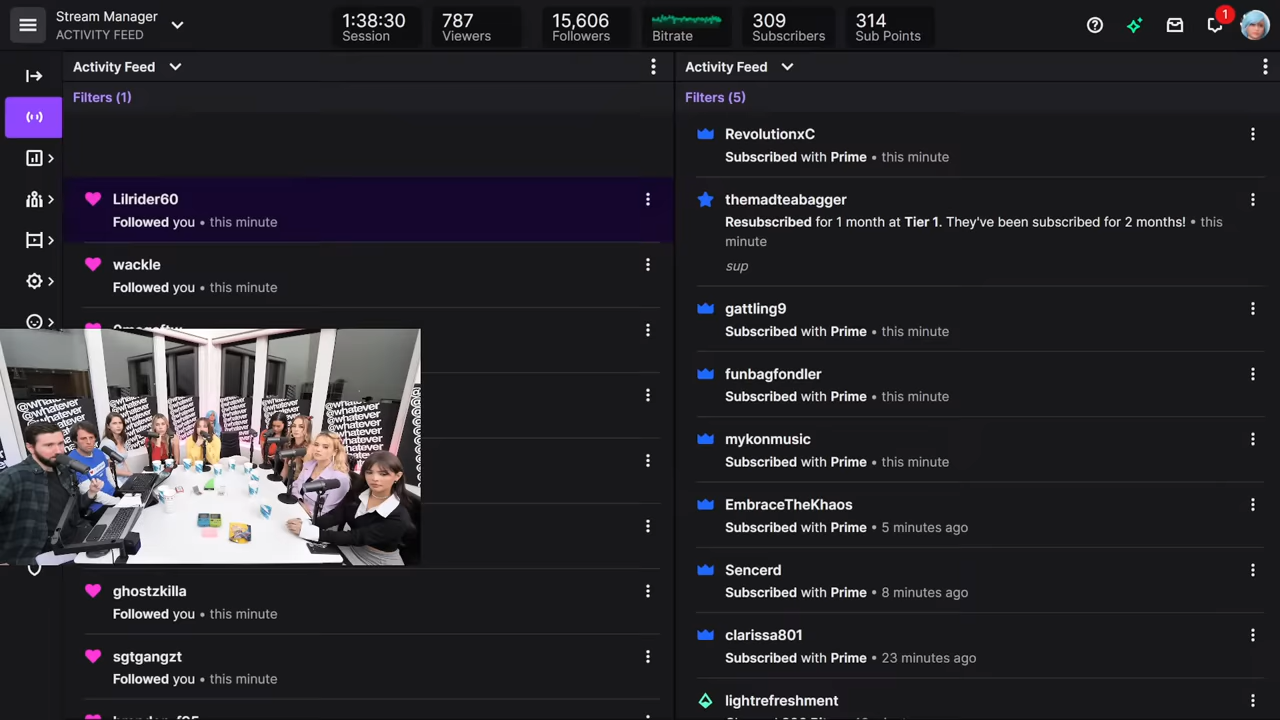 Stream Manager
ACTIVITY FEED
1:38:30
Session
787
Viewers
15,606
Followers
Bitrate
309
Subscribers
314
Sub Points
1
Activity Feed
Filters (1)
Lilrider60
Followed you • this minute
wackle
Followed you • this minute
ghostzkilla
Followed you • this minute
sgtgangzt
Followed you • this minute
Activity Feed
Filters (5)
RevolutionxC
Subscribed with Prime • this minute
themadteabagger
Resubscribed for 1 month at Tier 1. They've been subscribed for 2 months! • this
minute
sup
gattling9
Subscribed with Prime • this minute
funbagfondler
Subscribed with Prime • this minute
mykonmusic
Subscribed with Prime • this minute
EmbraceTheKhaos
Subscribed with Prime • 5 minutes ago
Sencerd
Subscribed with Prime • 8 minutes ago
clarissa801
Subscribed with Prime • 23 minutes ago
lightrefreshment
@whatever
@whatever
@whatever
@whatever